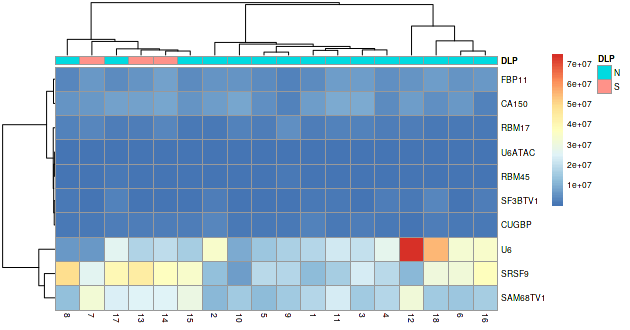 DLP
FBP11
CA150
RBM17
U6ATAC
RBM45
SF3BTV1
CUGBP
U6
SRSF9
SAM68TV1
8 7 17 13 14 15 2 10 5 9 1 11 3 4 12 18 6 16
7e+07
6e+07
5e+07
4e+07
3e+07
2e+07
1e+07
DLP
N
S